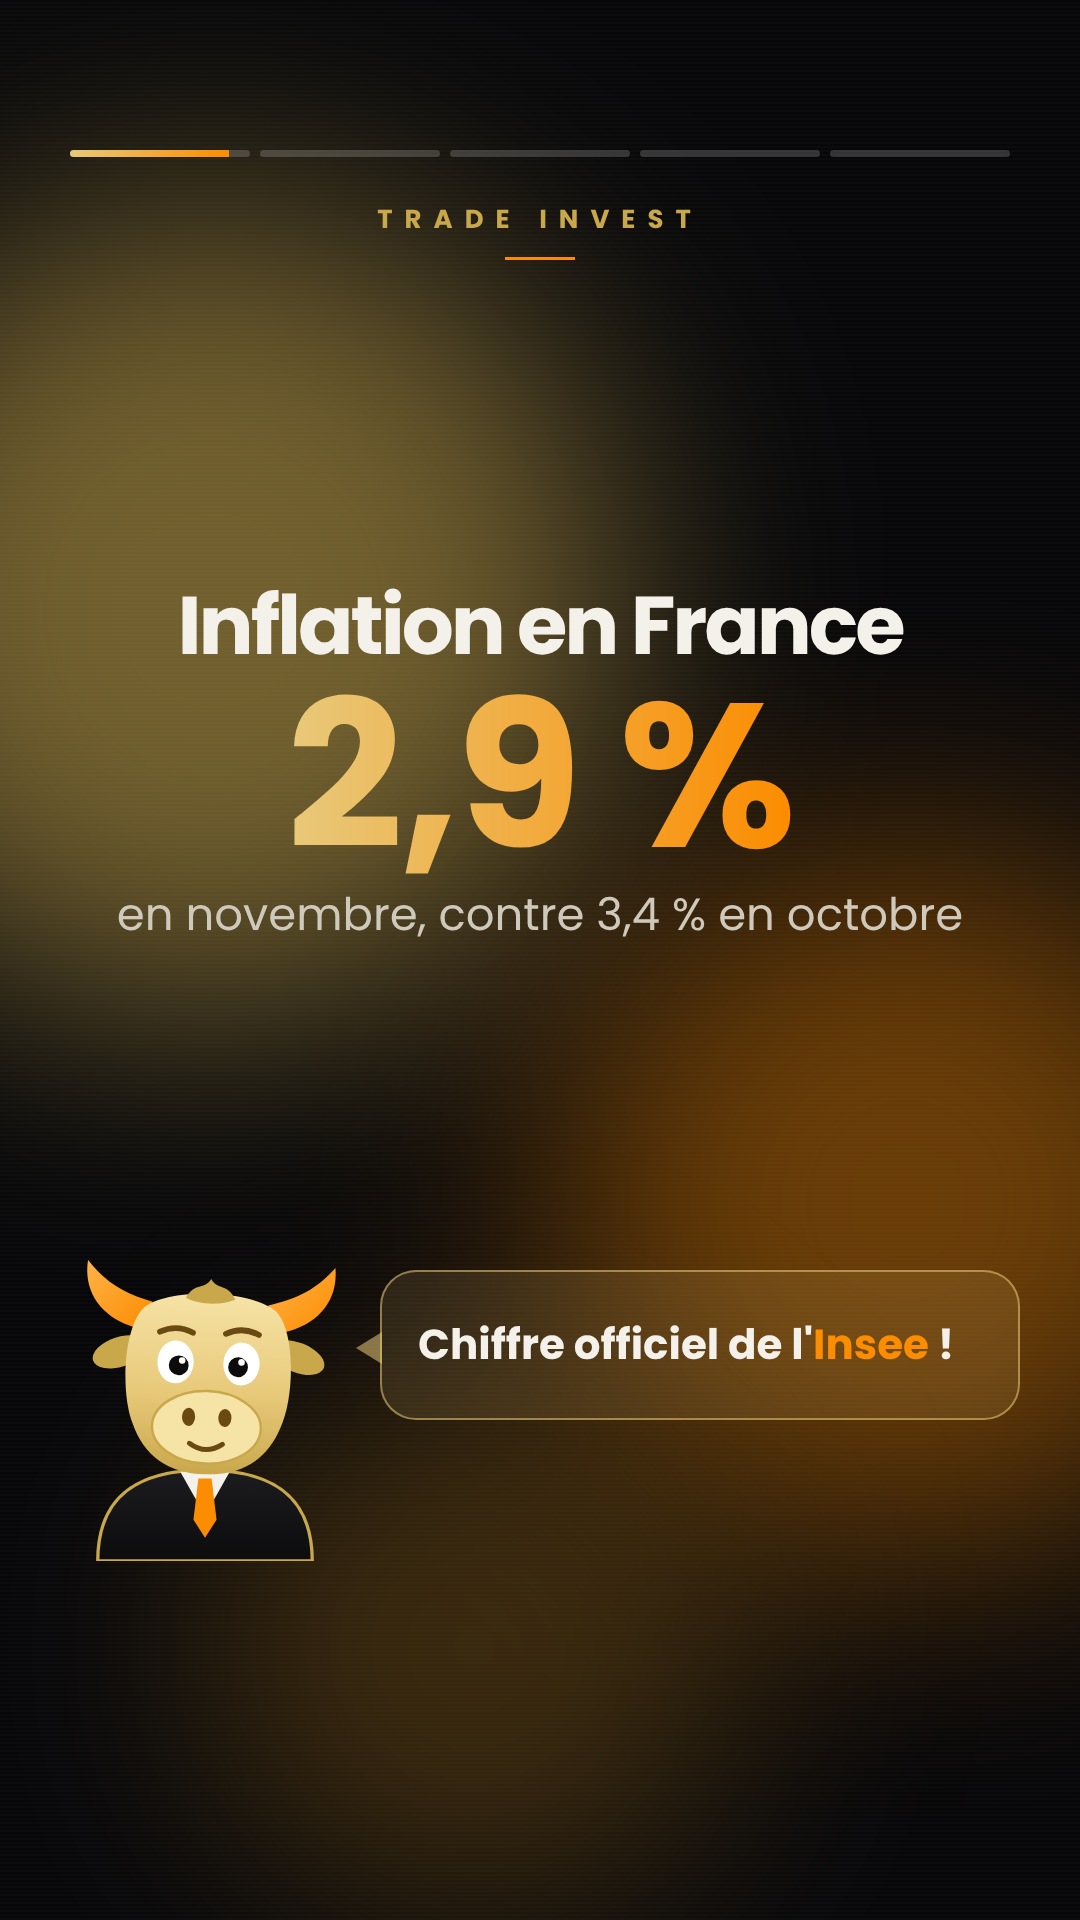 TRADE INVEST
Inflation en France
2,9 %
en novembre, contre 3,4 % en octobre
Chiffre officiel de l'Insee !